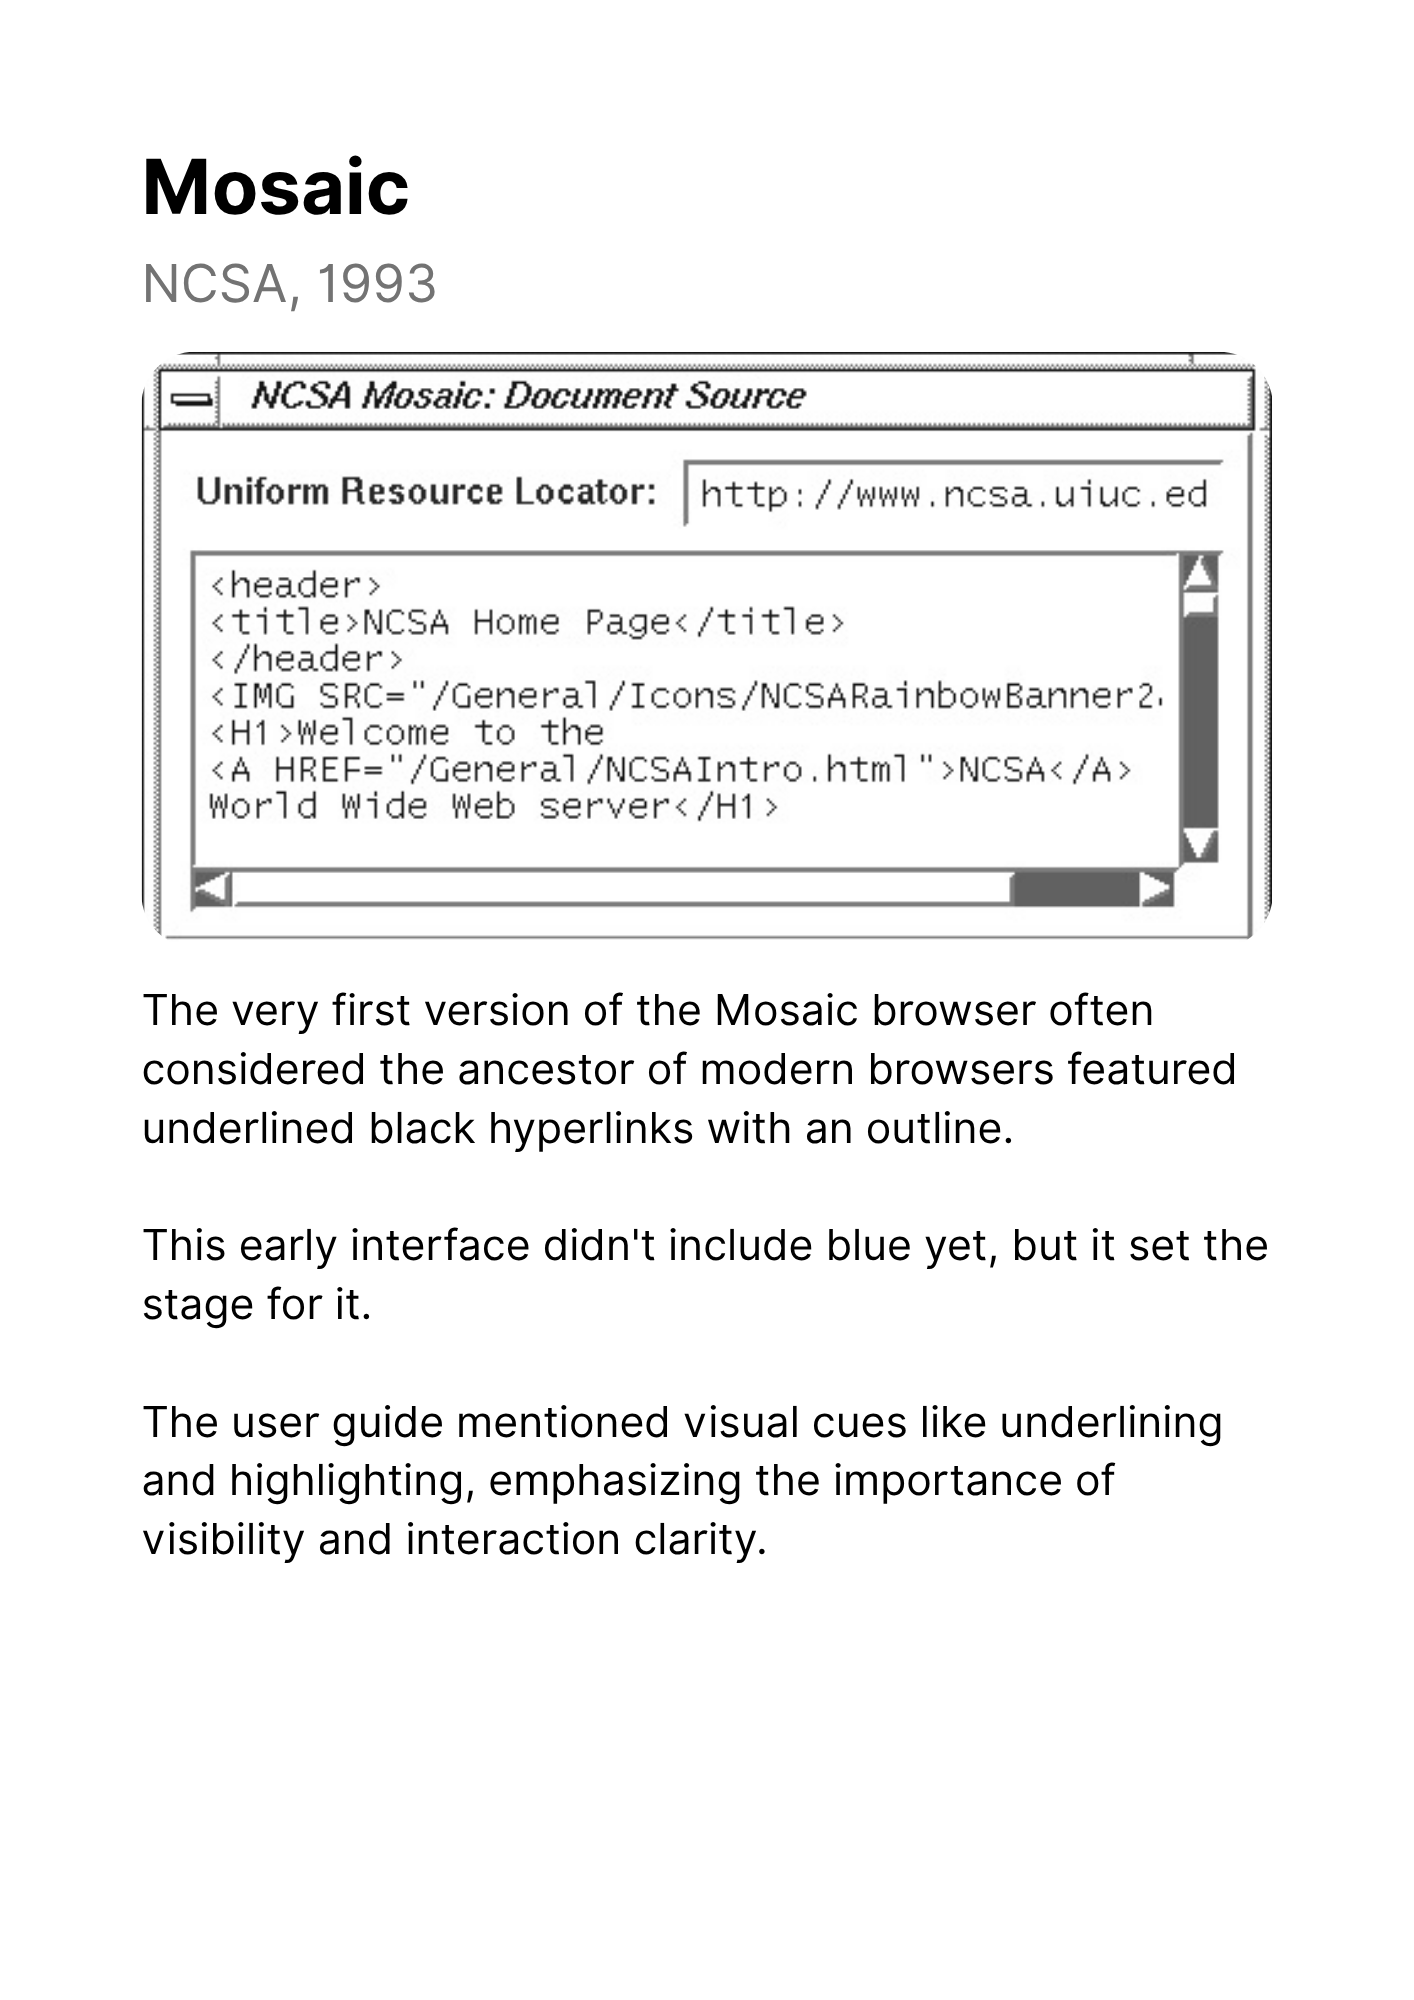 Mosaic
NCSA, 1993
NCSA Mosaic: Document Source
Uniform Resource Locator: http://www.ncsa.uiuc.ed
<header>
<title>NCSA Home Page</title>
</header>
<IMG SRC="/General/Icons/NCSARainbowBanner2.
<H1>Welcome to the
<A HREF="/General/NCSAIntro.html">NCSA</A>
World Wide Web server</H1>
The very first version of the Mosaic browser often
considered the ancestor of modern browsers featured
underlined black hyperlinks with an outline.
This early interface didn't include blue yet, but it set the
stage for it.
The user guide mentioned visual cues like underlining
and highlighting, emphasizing the importance of
visibility and interaction clarity.